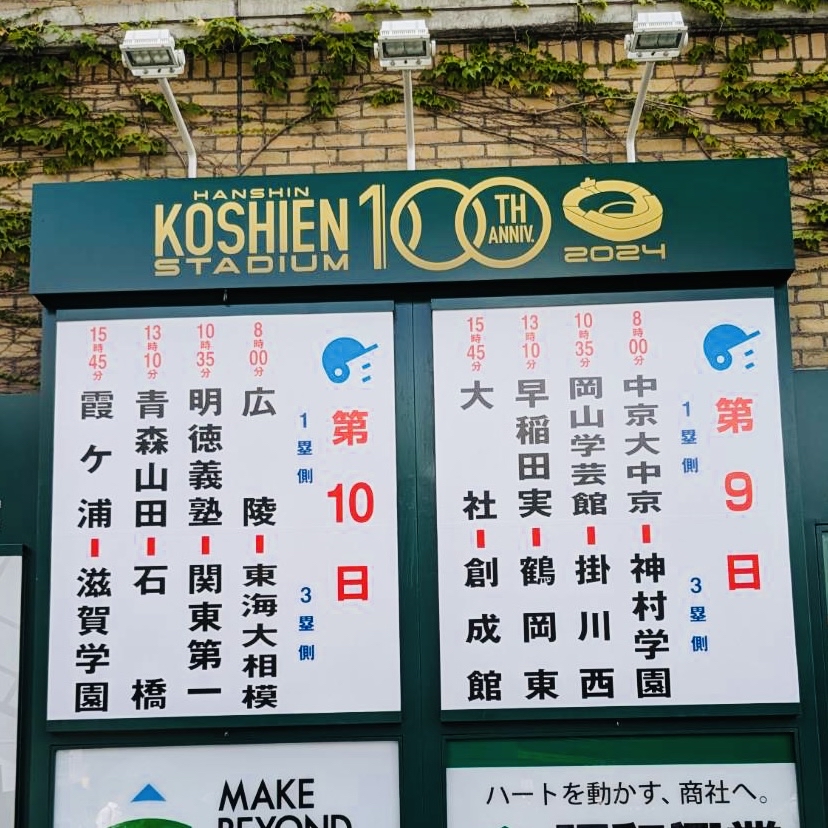 HANSHIN
KOSHIEN
STADIUM
100TH
ANNIV.
2024
第9日
1塁側
3塁側
8時00分
中京大中京 神村学園
10時35分
岡山学芸館 掛川西
13時10分
早稲田実 鶴岡東
15時45分
大社 創成館
第10日
1塁側
3塁側
8時00分
広陵 東海大相模
10時35分
明徳義塾 関東第一
13時10分
青森山田 石橋
15時45分
霞ケ浦 滋賀学園
MAKE
BEYOND
ハートを動かす、商社へ。